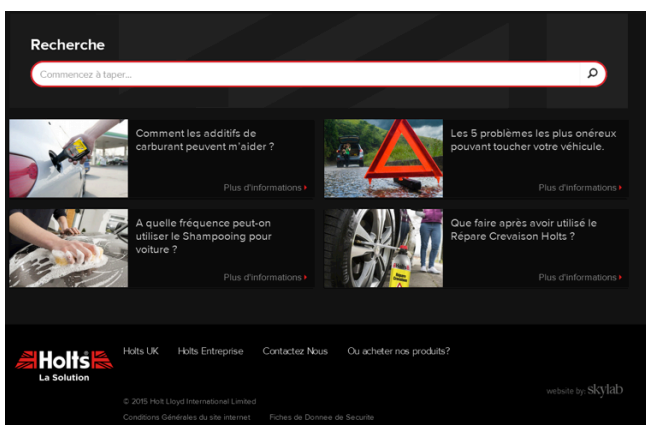 Recherche
Commencez à taper...
Comment les additifs de
carburant peuvent m'aider ?
Plus d'informations
Les 5 problèmes les plus onéreux
pouvant toucher votre véhicule.
Plus d'informations
A quelle fréquence peut-on
utiliser le Shampooing pour
voiture ?
Plus d'informations
Que faire après avoir utilisé le
Répare Crevaison Holts ?
Plus d'informations
Répare
Crevaison
Holts
La Solution
Holts UK Holts Entreprise Contactez Nous Ou acheter nos produits?
website by: skylab
© 2015 Holt Lloyd International Limited
Conditions Générales du site internet Fiches de Donnee de Securite